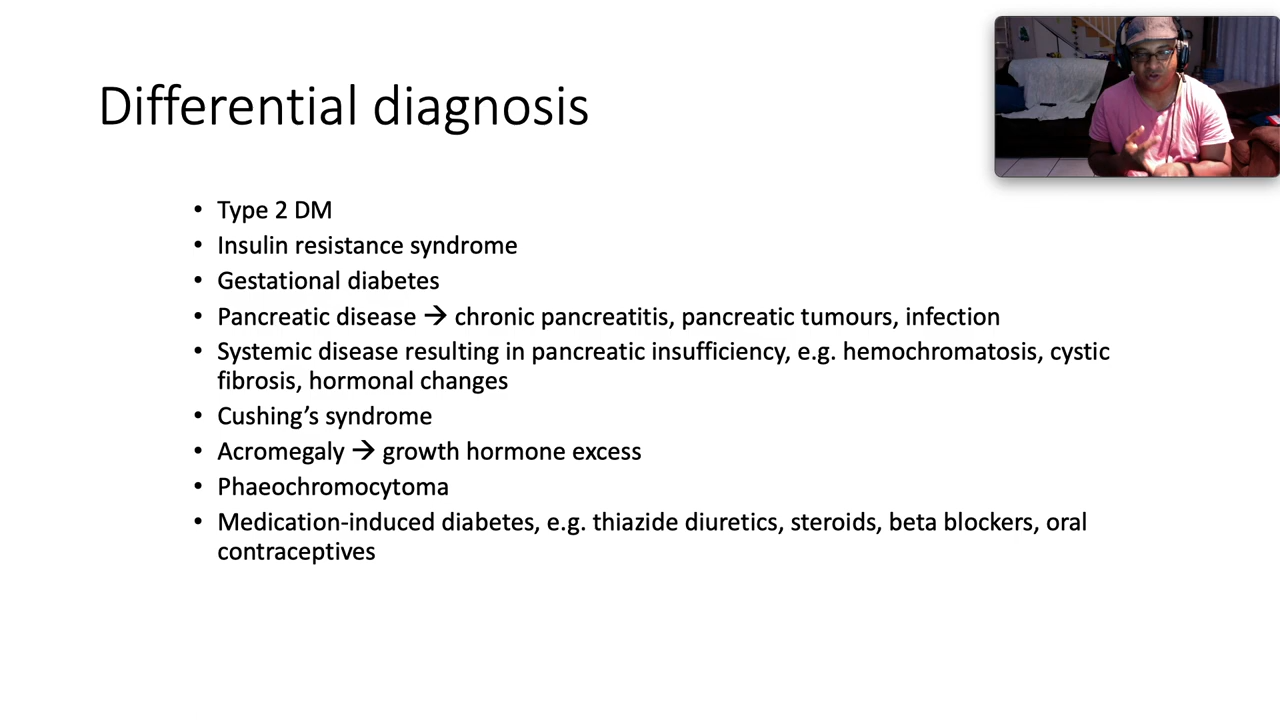 Differential diagnosis
• Type 2 DM
• Insulin resistance syndrome
• Gestational diabetes
• Pancreatic disease → chronic pancreatitis, pancreatic tumours, infection
• Systemic disease resulting in pancreatic insufficiency, e.g. hemochromatosis, cystic
fibrosis, hormonal changes
• Cushing’s syndrome
• Acromegaly → growth hormone excess
• Phaeochromocytoma
• Medication-induced diabetes, e.g. thiazide diuretics, steroids, beta blockers, oral
contraceptives